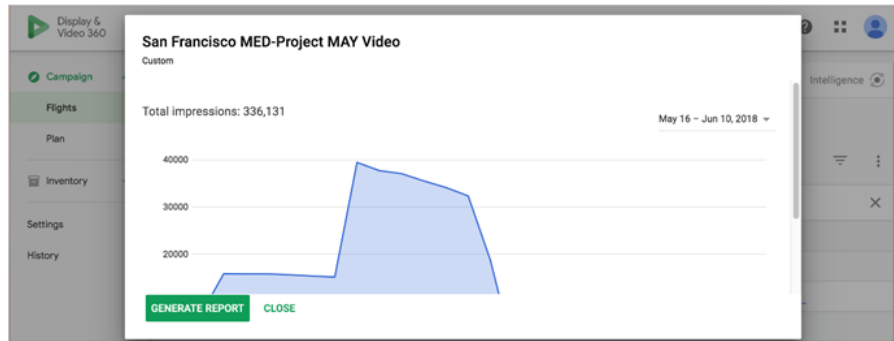 Display &
Video 360
San Francisco MED-Project MAY Video
Custom
Campaign
Intelligence
Flights
Total impressions: 336,131
May 16 – Jun 10, 2018
Plan
40000
Inventory
30000
Settings
20000
History
GENERATE REPORT
CLOSE